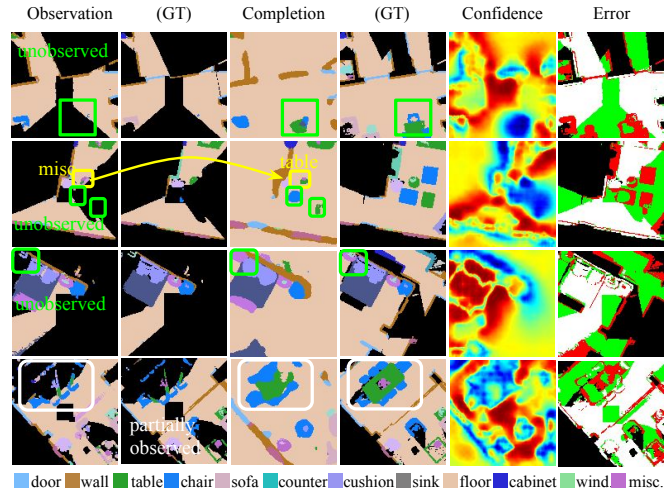 Observation (GT) Completion (GT) Confidence Error
unobserved
misc table
unobserved
unobserved
partially
observed
door wall table chair sofa counter cushion sink floor cabinet wind misc.